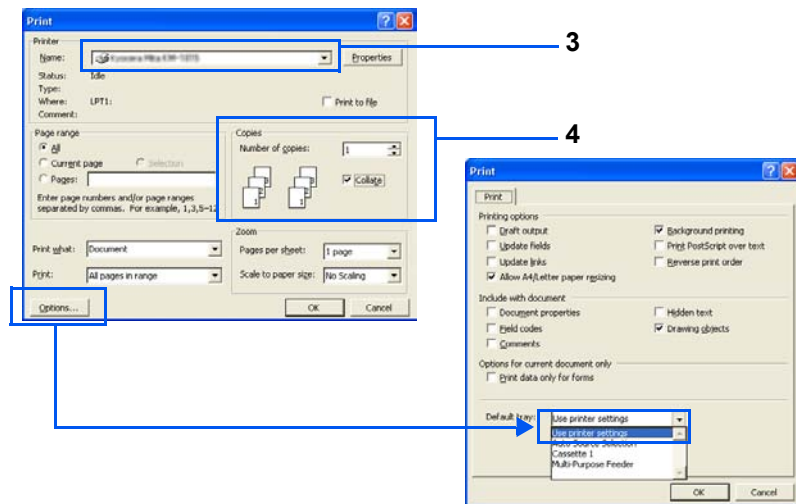 Print
Printer
Name:
Properties
Status: Idle
Type:
Where: LPT1:
Comment:
Print to file
Page range
All
Current page Selection
Pages:
Enter page numbers and/or page ranges
separated by commas. For example, 1,3,5-12
Copies
Number of copies: 1
Collate
Print what: Document
Print: All pages in range
Zoom
Pages per sheet: 1 page
Scale to paper size: No Scaling
Options...
OK Cancel
3
4
Print
Print
Printing options
Draft output
Update fields
Update links
Allow A4/Letter paper resizing
Background printing
Print PostScript over text
Reverse print order
Include with document
Document properties
Field codes
Comments
Hidden text
Drawing objects
Options for current document only
Print data only for forms
Default tray: Use printer settings
Use printer settings
Auto Source Selection
Cassette 1
Multi-Purpose Feeder
OK Cancel